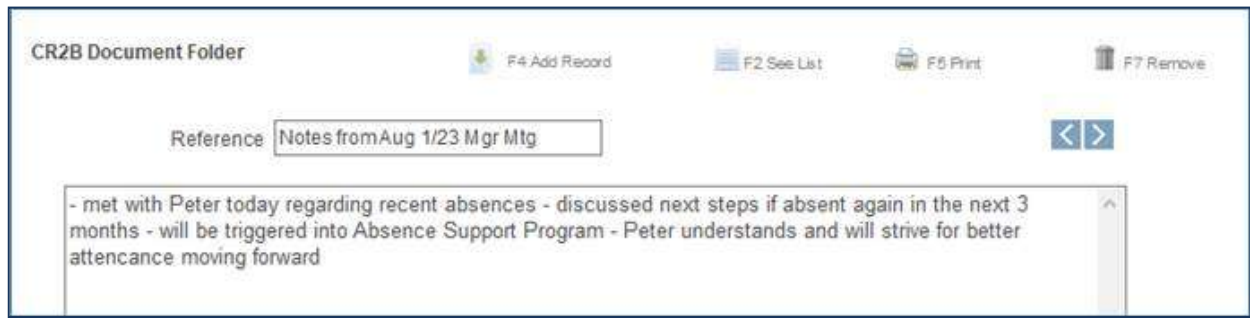 CR2B Document Folder
F4 Add Record
F2 See List
F5 Print
F7 Remove
Reference Notes from Aug 1/23 Mgr Mtg
- met with Peter today regarding recent absences - discussed next steps if absent again in the next 3
months - will be triggered into Absence Support Program - Peter understands and will strive for better
attencance moving forward